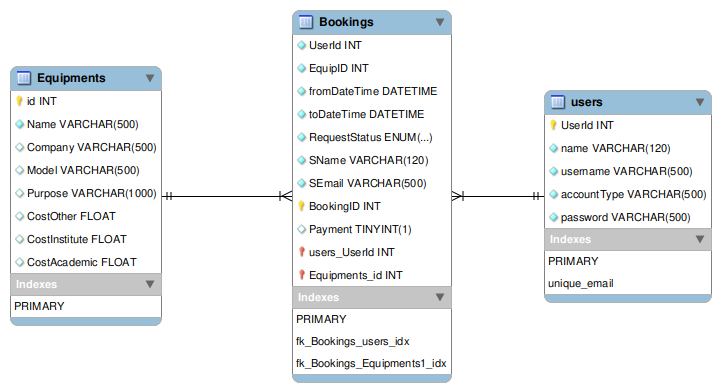 Equipments
id INT
Name VARCHAR(500)
Company VARCHAR(500)
Model VARCHAR(500)
Purpose VARCHAR(1000)
CostOther FLOAT
CostInstitute FLOAT
CostAcademic FLOAT
Indexes
PRIMARY
Bookings
UserId INT
EquipID INT
fromDateTime DATETIME
toDateTime DATETIME
RequestStatus ENUM(...)
SName VARCHAR(120)
SEmail VARCHAR(500)
BookingID INT
Payment TINYINT(1)
users_UserId INT
Equipments_id INT
Indexes
PRIMARY
fk_Bookings_users_idx
fk_Bookings_Equipments1_idx
users
UserId INT
name VARCHAR(120)
username VARCHAR(500)
accountType VARCHAR(500)
password VARCHAR(500)
Indexes
PRIMARY
unique_email